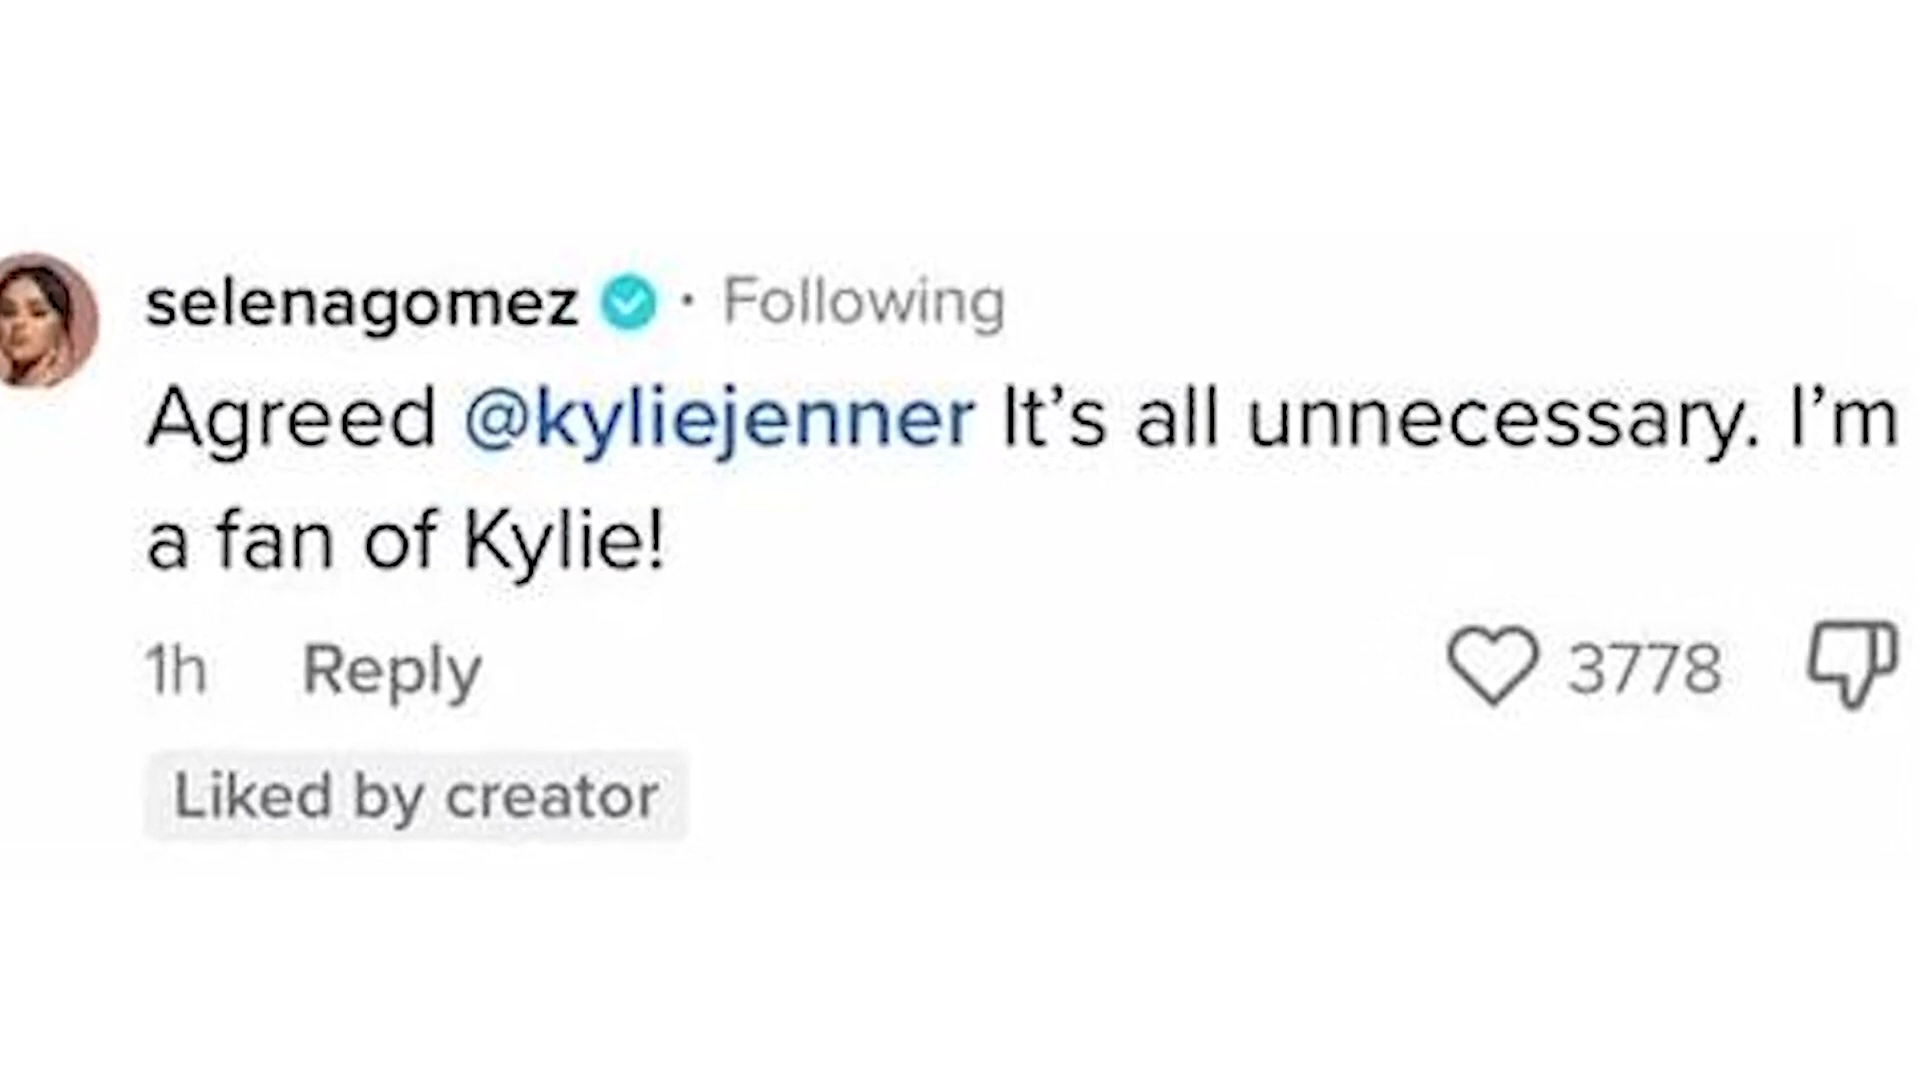 selenagomez · Following
Agreed @kyliejenner It’s all unnecessary. I’m
a fan of Kylie!
1h Reply 3778
Liked by creator